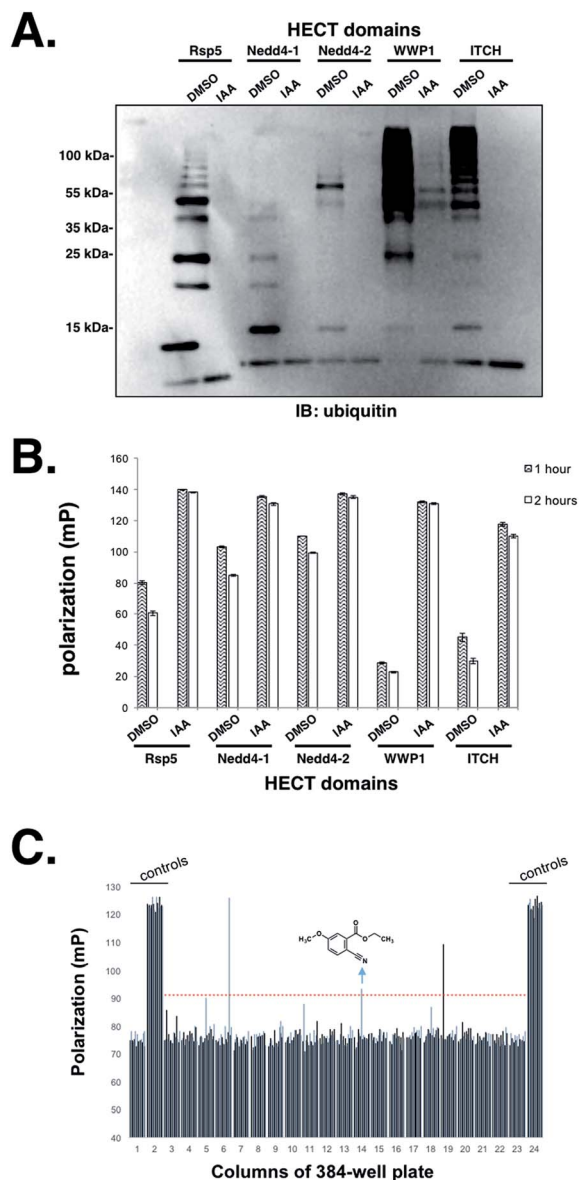 A.
HECT domains
Rsp5 Nedd4-1 Nedd4-2 WWP1 ITCH
DMSO IAA DMSO IAA DMSO IAA DMSO IAA DMSO IAA
100 kDa-
55 kDa-
35 kDa-
25 kDa-
15 kDa-
IB: ubiquitin
B.
polarization (mP)
160
140
120
100
80
60
40
20
0
1 hour
2 hours
DMSO IAA DMSO IAA DMSO IAA DMSO IAA DMSO IAA
Rsp5 Nedd4-1 Nedd4-2 WWP1 ITCH
HECT domains
C.
controls controls
Polarization (mP)
130
120
110
100
90
80
70
60
50
40
H₃C O O O CH₃ N
1 2 3 4 5 6 7 8 9 10 11 12 13 14 15 16 17 18 19 20 21 22 23 24
Columns of 384-well plate